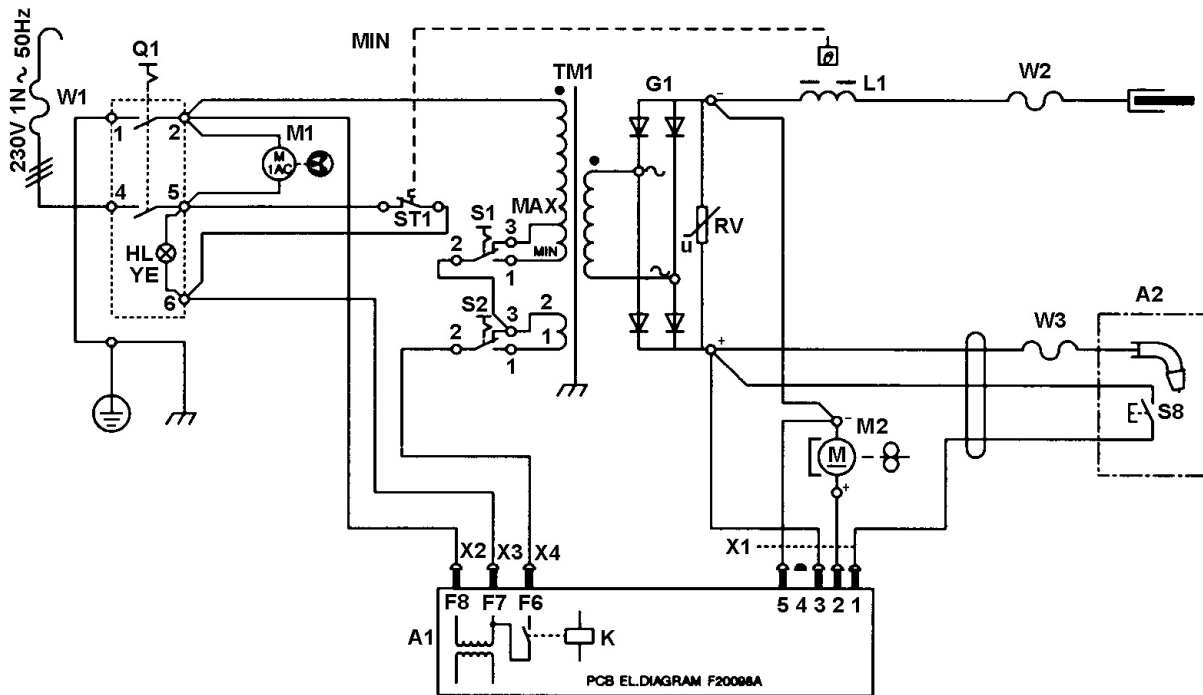 230V 1N ~ 50Hz
W1
Q1
MIN
TM1
G1
θ
L1
W2
-
1
2
M1
M
1AC
4
5
ST1
S1
MAX
MIN
3
2
1
HL
YE
6
S2
2
3
2
1
1
~
~
u
RV
+
W3
A2
S8
-
M2
M
+
X1
X2
X3
X4
F8
F7
F6
5
4
3
2
1
A1
K
PCB EL.DIAGRAM F20098A